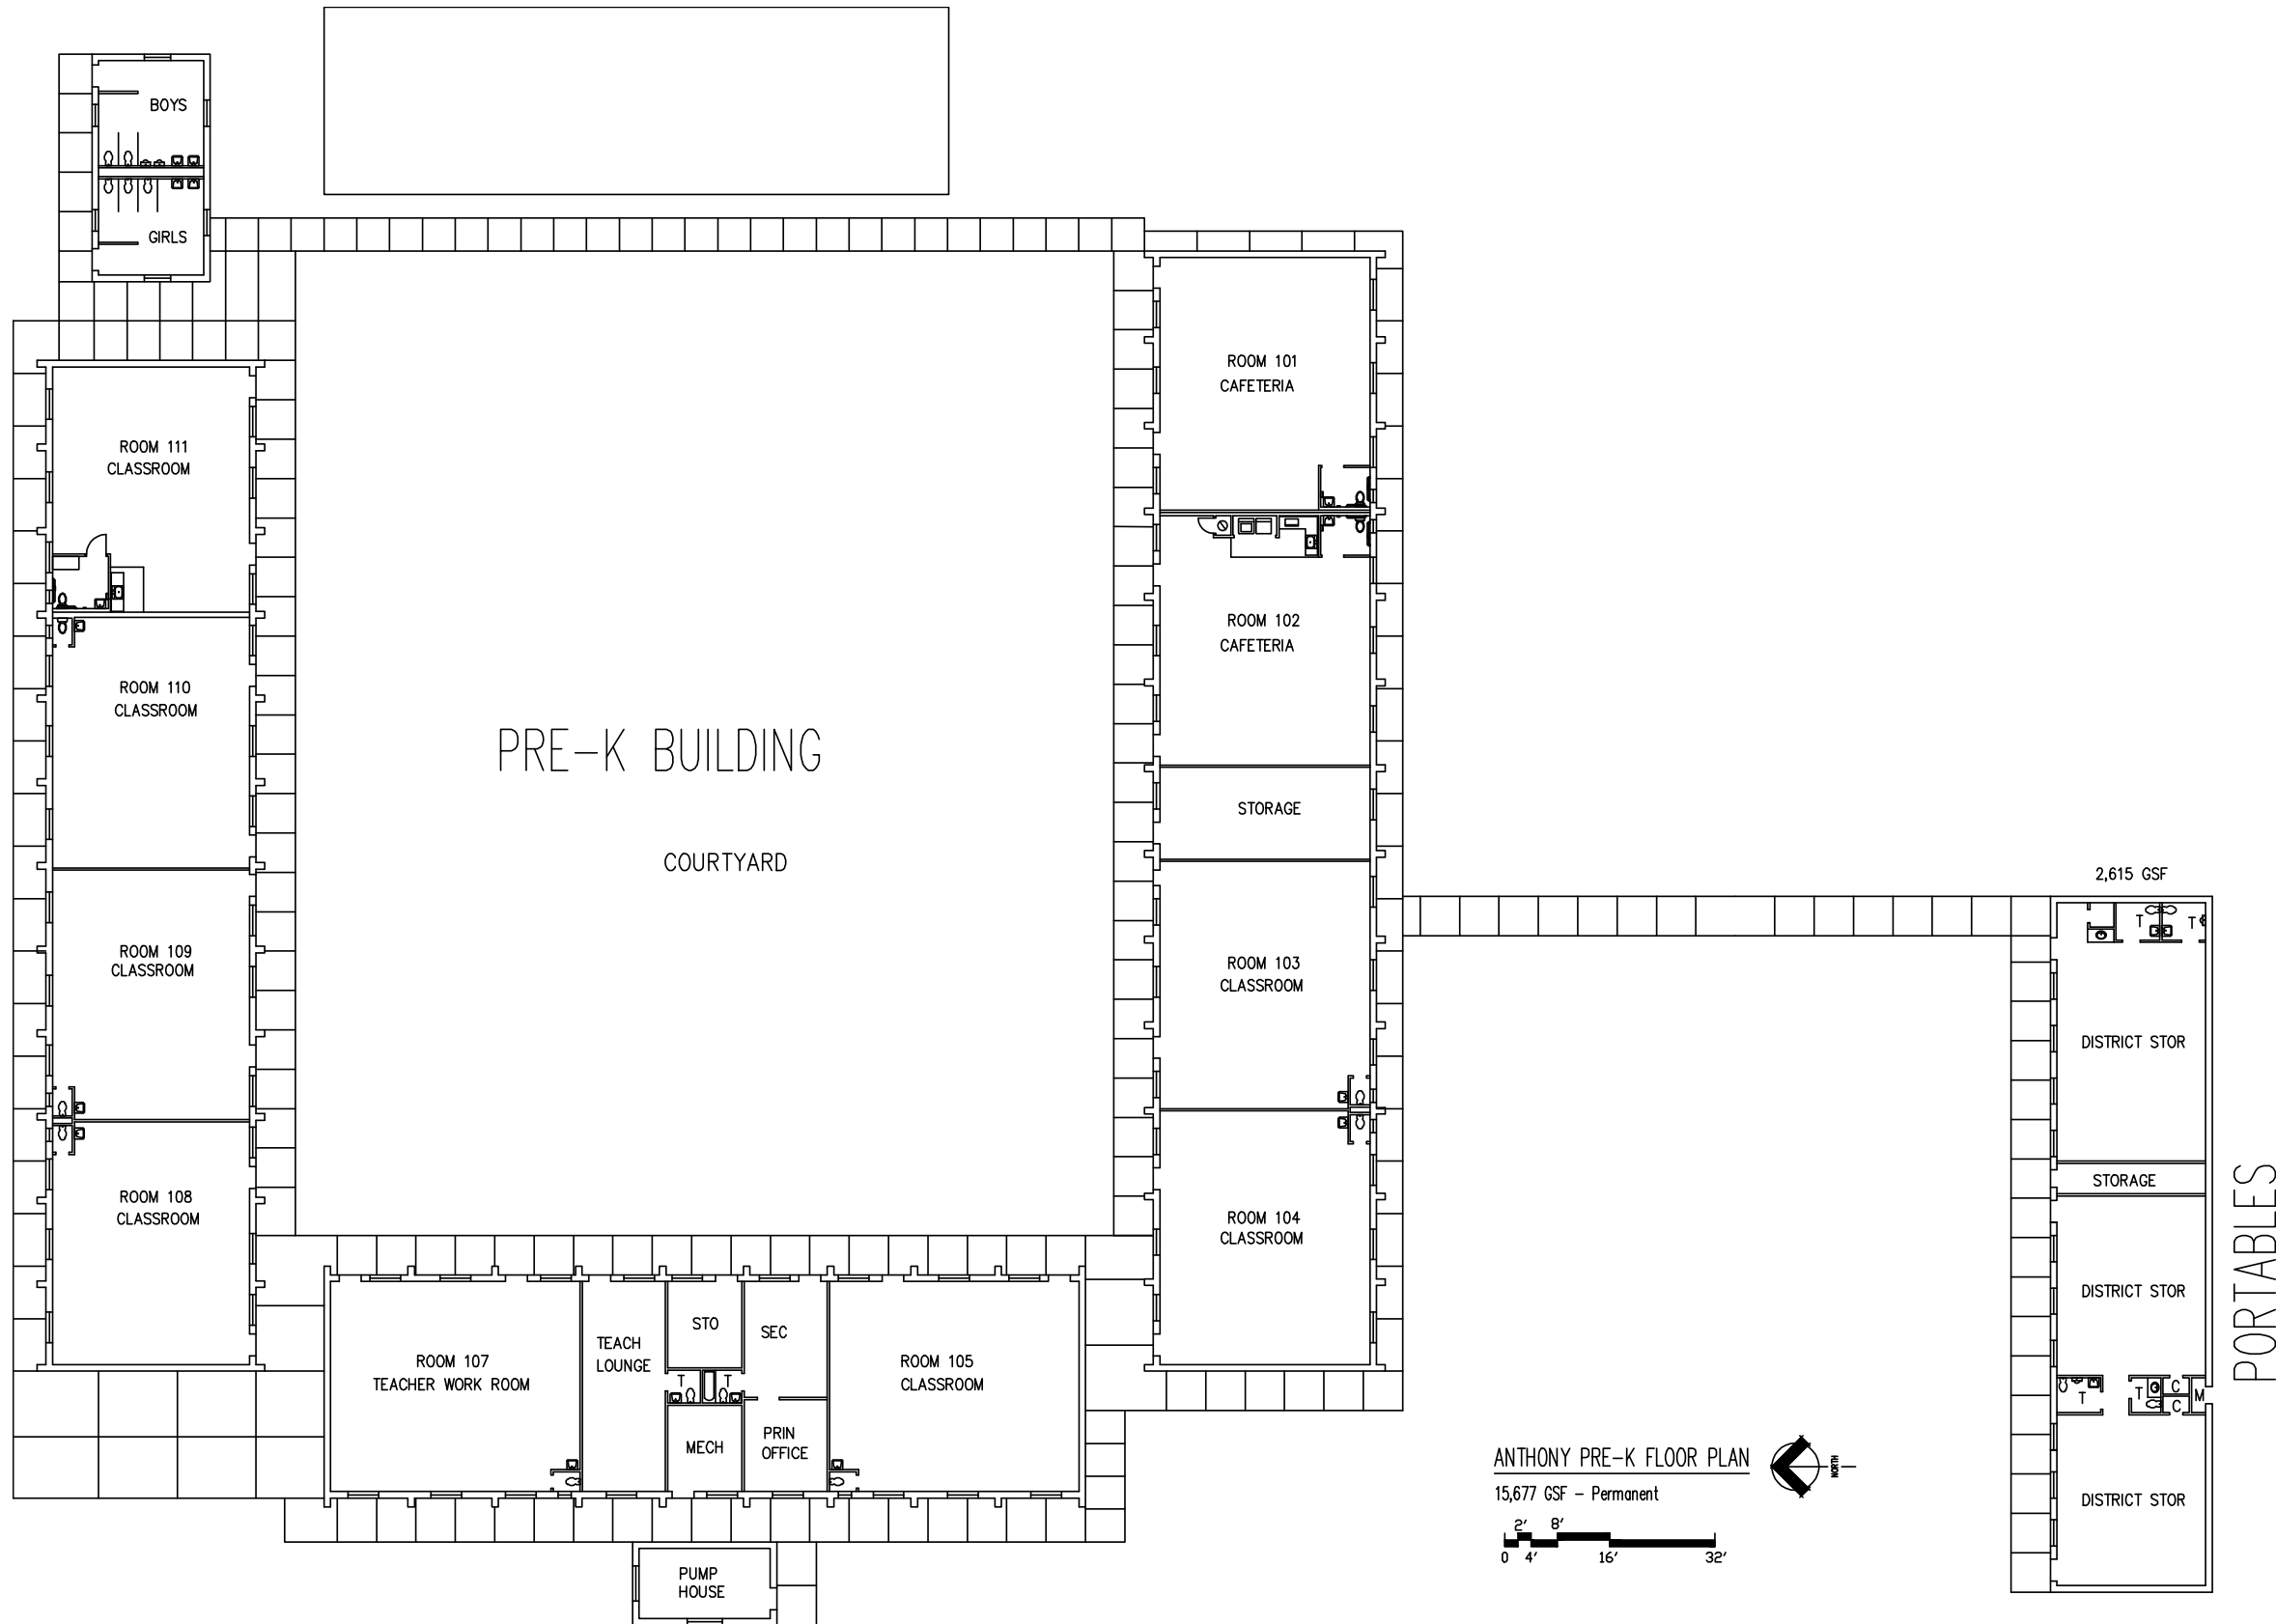 BOYS
GIRLS
ROOM 101
CAFETERIA
ROOM 111
CLASSROOM
ROOM 102
CAFETERIA
ROOM 110
CLASSROOM
PRE-K BUILDING
STORAGE
COURTYARD
2,615 GSF
T
T
ROOM 109
CLASSROOM
ROOM 103
CLASSROOM
DISTRICT STOR
STORAGE
PORTABLES
ROOM 108
CLASSROOM
ROOM 104
CLASSROOM
DISTRICT STOR
STO
SEC
TEACH
LOUNGE
ROOM 107
TEACHER WORK ROOM
ROOM 105
CLASSROOM
T
T
T
T
C
C
M
MECH
PRIN
OFFICE
DISTRICT STOR
ANTHONY PRE-K FLOOR PLAN
NORTH
15,677 GSF - Permanent
2' 8'
0 4' 16' 32'
PUMP
HOUSE